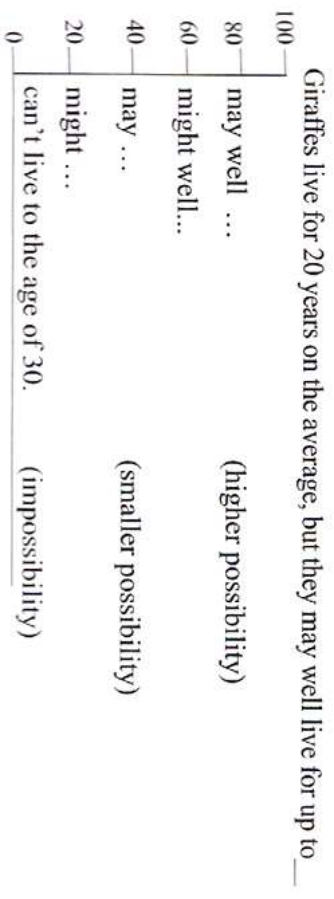 Giraffes live for 20 years on the average, but they may well live for up to
100
80 may well … (higher possibility)
60 might well...
40 may … (smaller possibility)
20 might …
0 can't live to the age of 30. (impossibility)